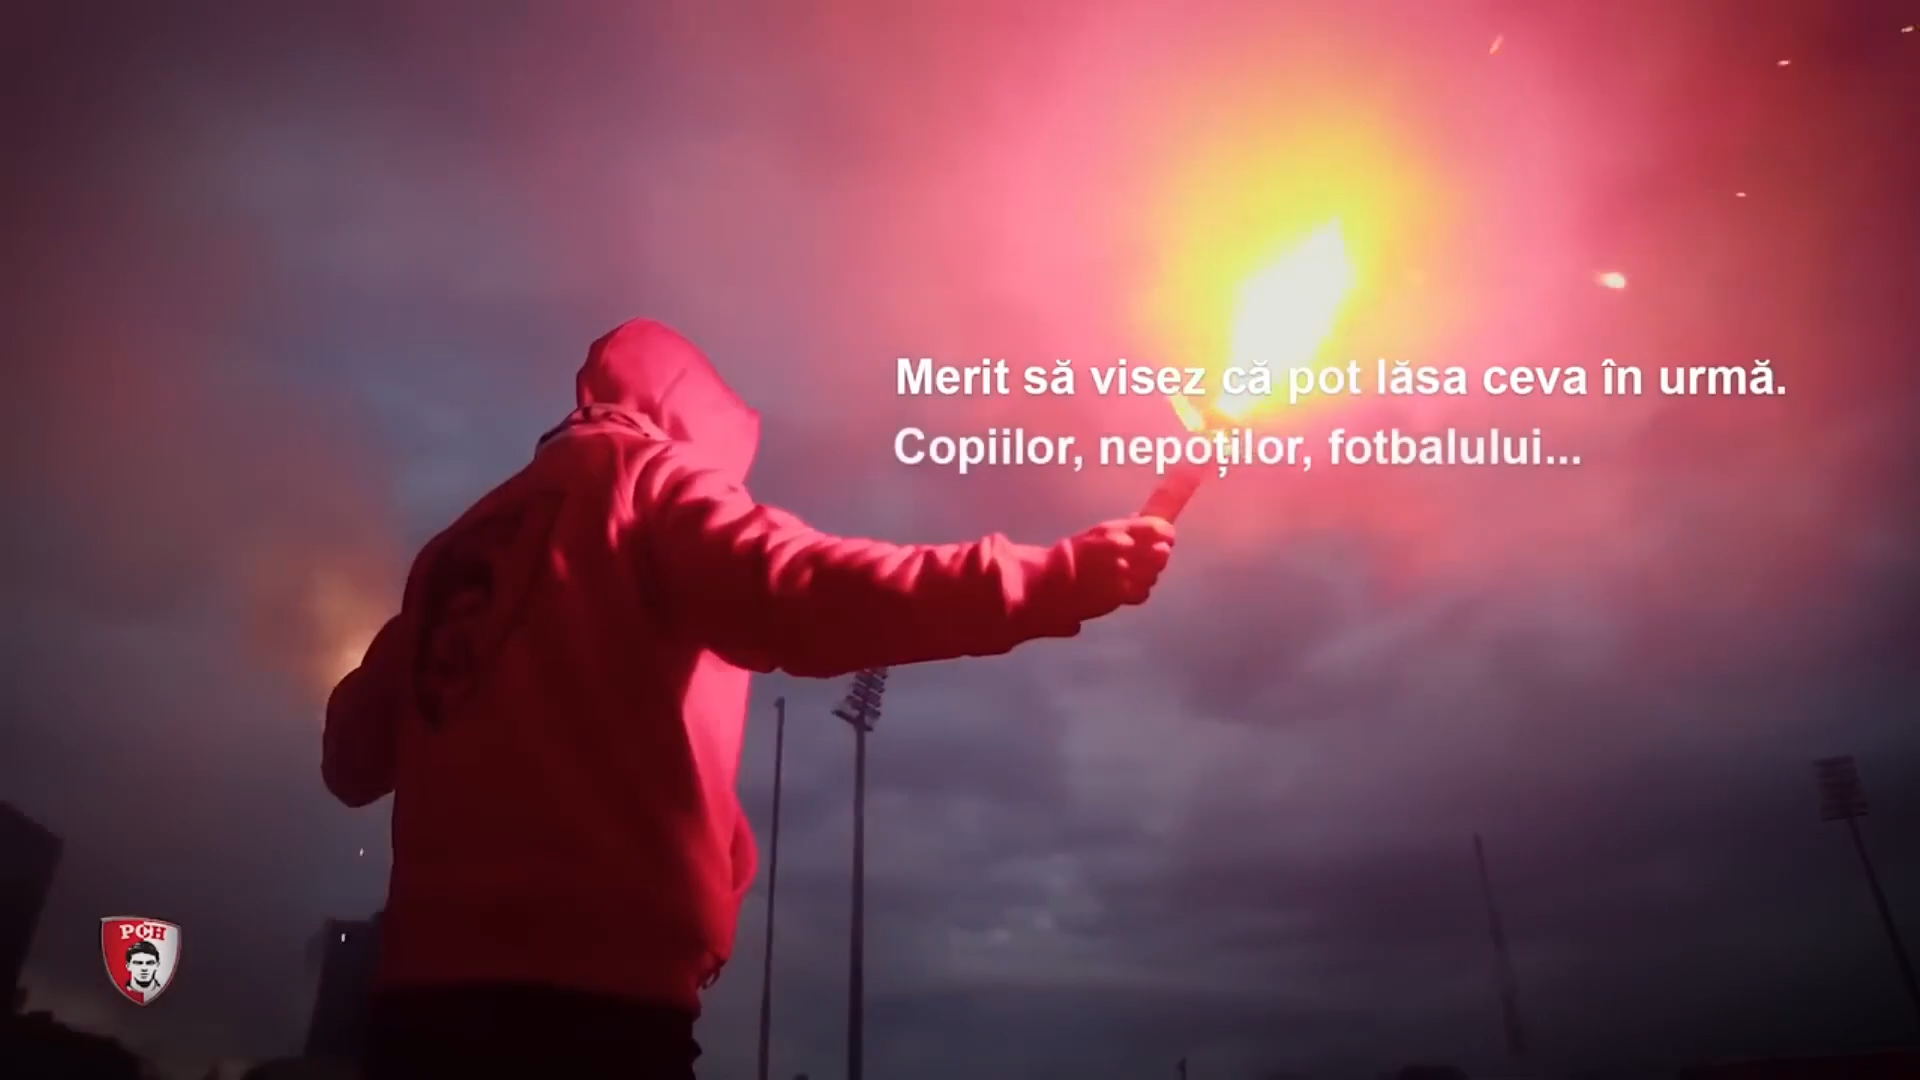 Merit să visez că pot lăsa ceva în urmă.
Copiilor, nepoților, fotbalului...
PCH